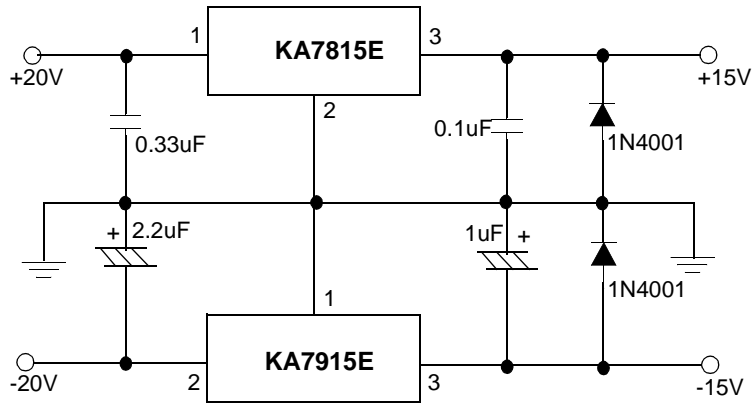 1
KA7815E
3
+20V
+15V
2
0.33uF
0.1uF
1N4001
+
2.2uF
1uF
+
1N4001
1
KA7915E
-20V
2
3
-15V